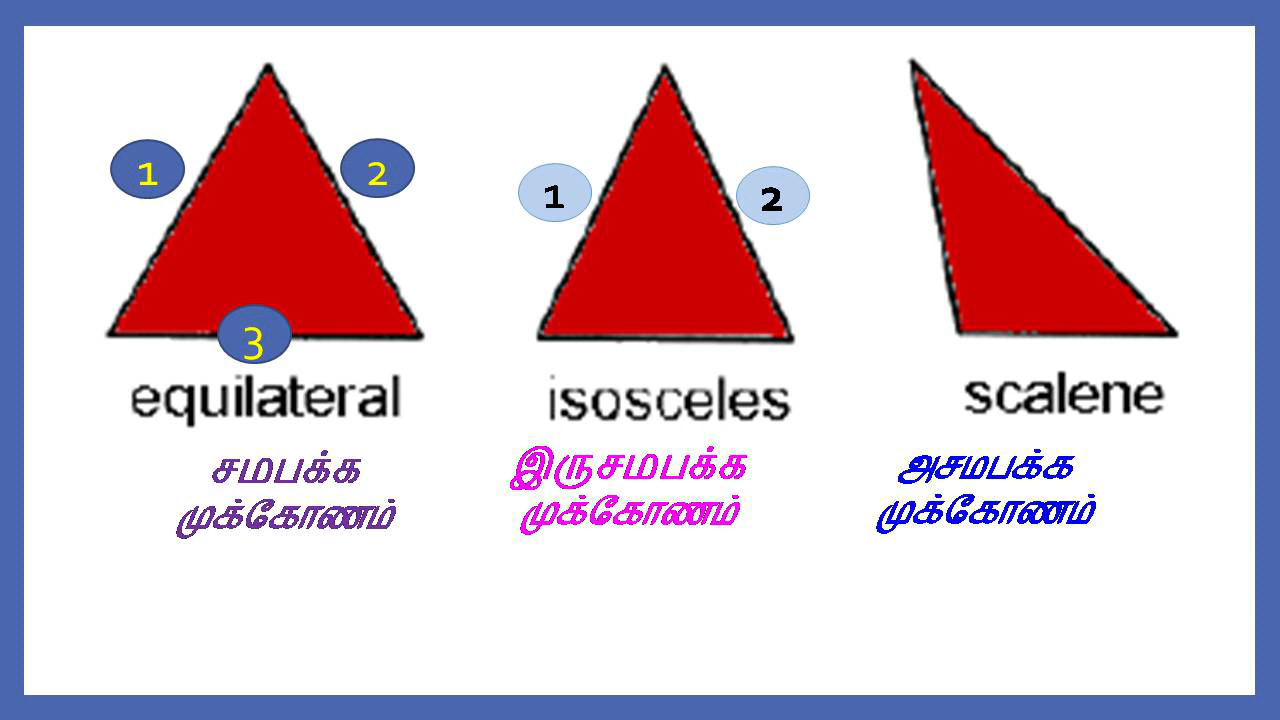 1
2
3
equilateral
சமபக்க
முக்கோணம்
1
2
isosceles
இருசமபக்க
முக்கோணம்
scalene
அசமபக்க
முக்கோணம்